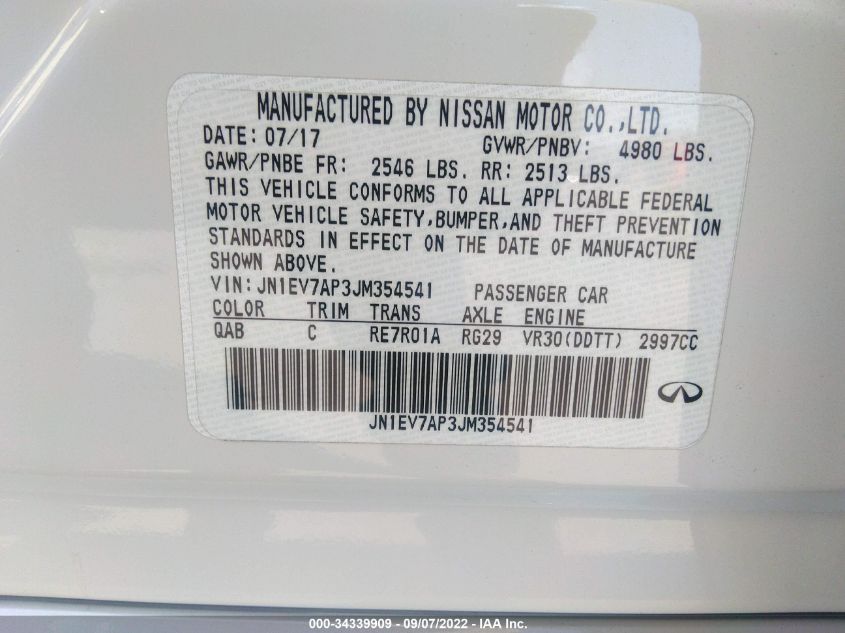 MANUFACTURED BY NISSAN MOTOR CO.,LTD.
DATE: 07/17 GVWR/PNBV: 4980 LBS.
GAWR/PNBE FR: 2546 LBS. RR: 2513 LBS.
THIS VEHICLE CONFORMS TO ALL APPLICABLE FEDERAL
MOTOR VEHICLE SAFETY,BUMPER,AND THEFT PREVENTION
STANDARDS IN EFFECT ON THE DATE OF MANUFACTURE
SHOWN ABOVE.
VIN:JN1EV7AP3JM354541 PASSENGER CAR
COLOR TRIM TRANS AXLE ENGINE
QAB C RE7R01A RG29 VR30(DDTT) 2997CC
JN1EV7AP3JM354541
000-34339909 - 09/07/2022 - IAA Inc.